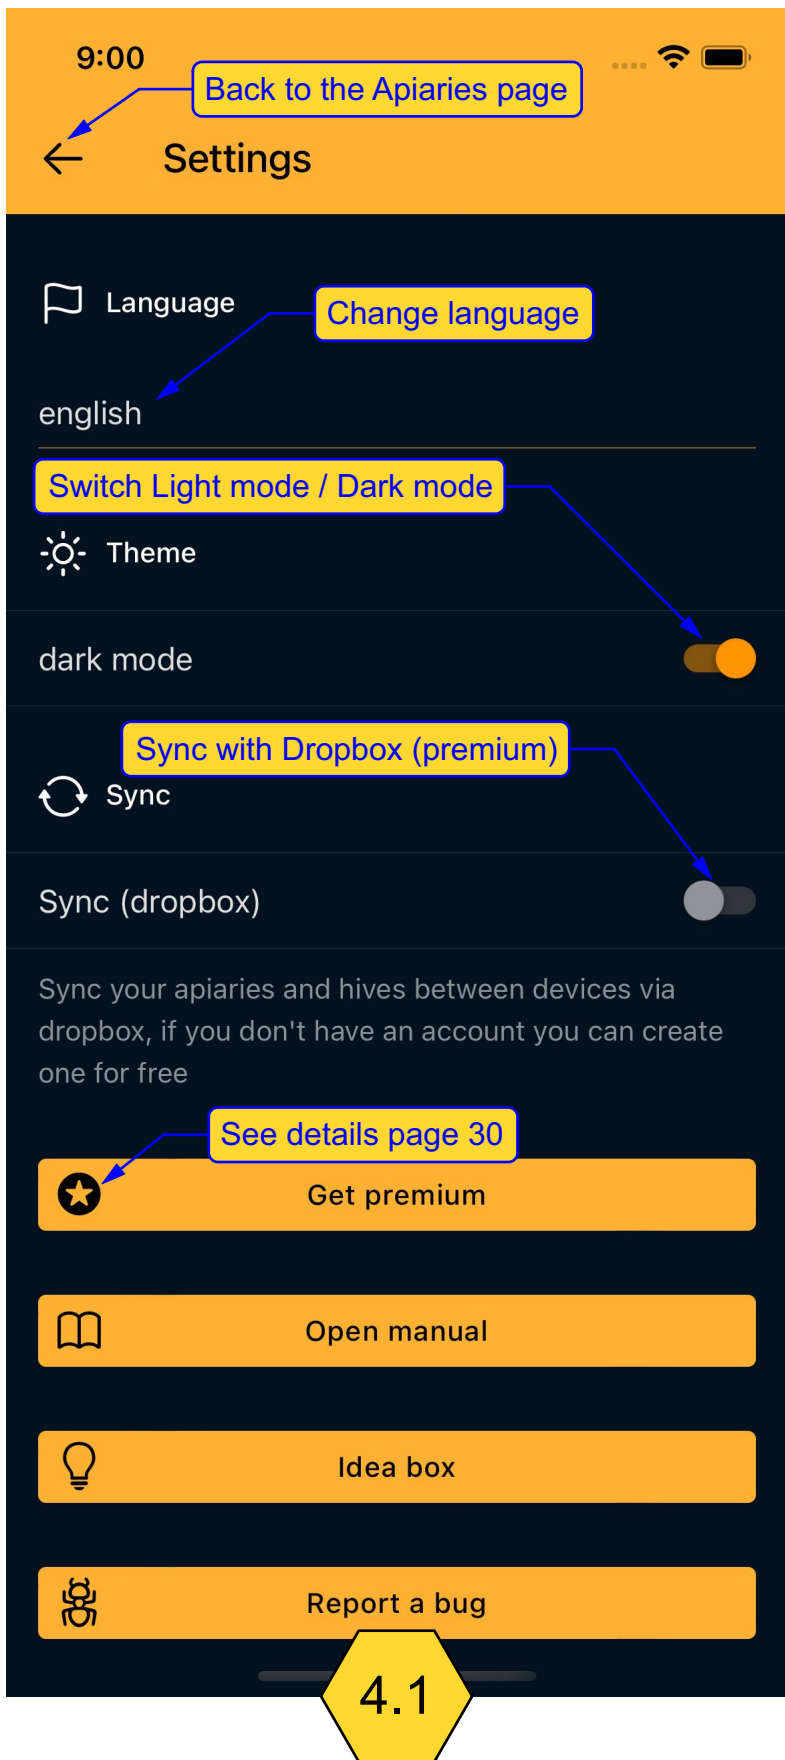 9:00
Back to the Apiaries page
Settings
Language
Change language
english
Switch Light mode / Dark mode
Theme
dark mode
Sync with Dropbox (premium)
Sync
Sync (dropbox)
Sync your apiaries and hives between devices via
dropbox, if you don't have an account you can create
one for free
See details page 30
Get premium
Open manual
Idea box
Report a bug
4.1